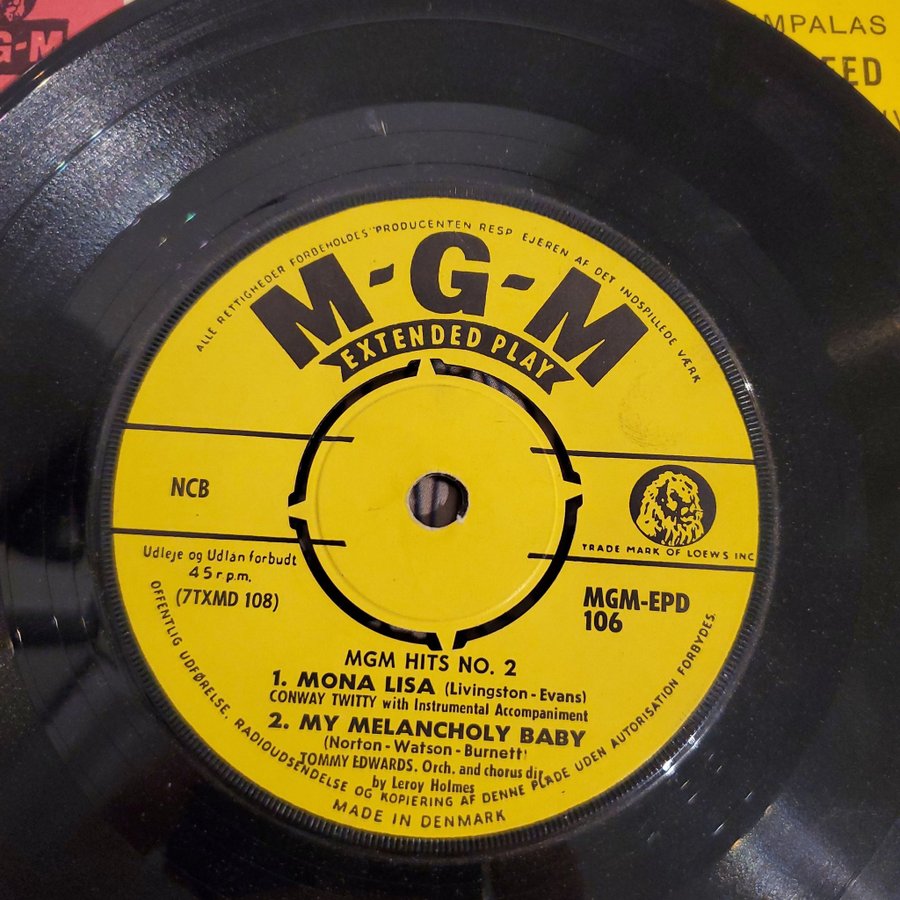 G-M
MPALAS
EED
ALLE RETTIGHEDER FORBEHOLDES PRODUCENTEN RESP EJEREN AF DET INDSPILLEDE VÆRK
M-G-M
EXTENDED PLAY
NCB
TRADE MARK OF LOEWS INC
Udleje og Udlån forbudt
45 r.p.m.
(7TXMD 108)
MGM-EPD
106
MGM HITS NO. 2
1. MONA LISA (Livingston-Evans)
CONWAY TWITTY with Instrumental Accompaniment
2. MY MELANCHOLY BABY
(Norton-Watson-Burnett)
TOMMY EDWARDS. Orch. and chorus dir.
by Leroy Holmes
OFFENTLIG UDFØRELSE. RADIOUDSENDELSE OG KOPIERING AF DENNE PLADE UDEN AUTORISATION FORBYDES.
MADE IN DENMARK